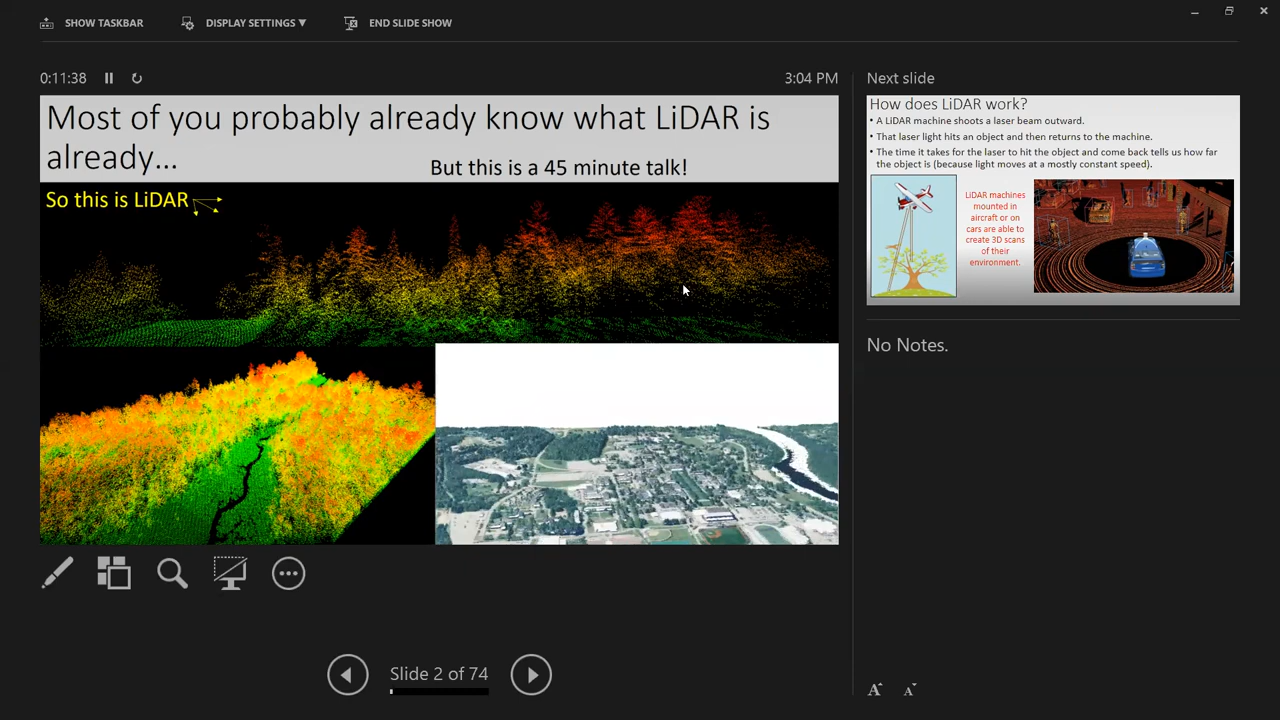 SHOW TASKBAR
DISPLAY SETTINGS ▼
END SLIDE SHOW
0:11:38
3:04 PM
Most of you probably already know what LiDAR is
already...
But this is a 45 minute talk!
So this is LiDAR
Slide 2 of 74
Next slide
How does LiDAR work?
• A LiDAR machine shoots a laser beam outward.
• That laser light hits an object and then returns to the machine.
• The time it takes for the laser to hit the object and come back tells us how far
the object is (because light moves at a mostly constant speed).
LiDAR machines
mounted in
aircraft or on
cars are able to
create 3D scans
of their
environment.
No Notes.
A A